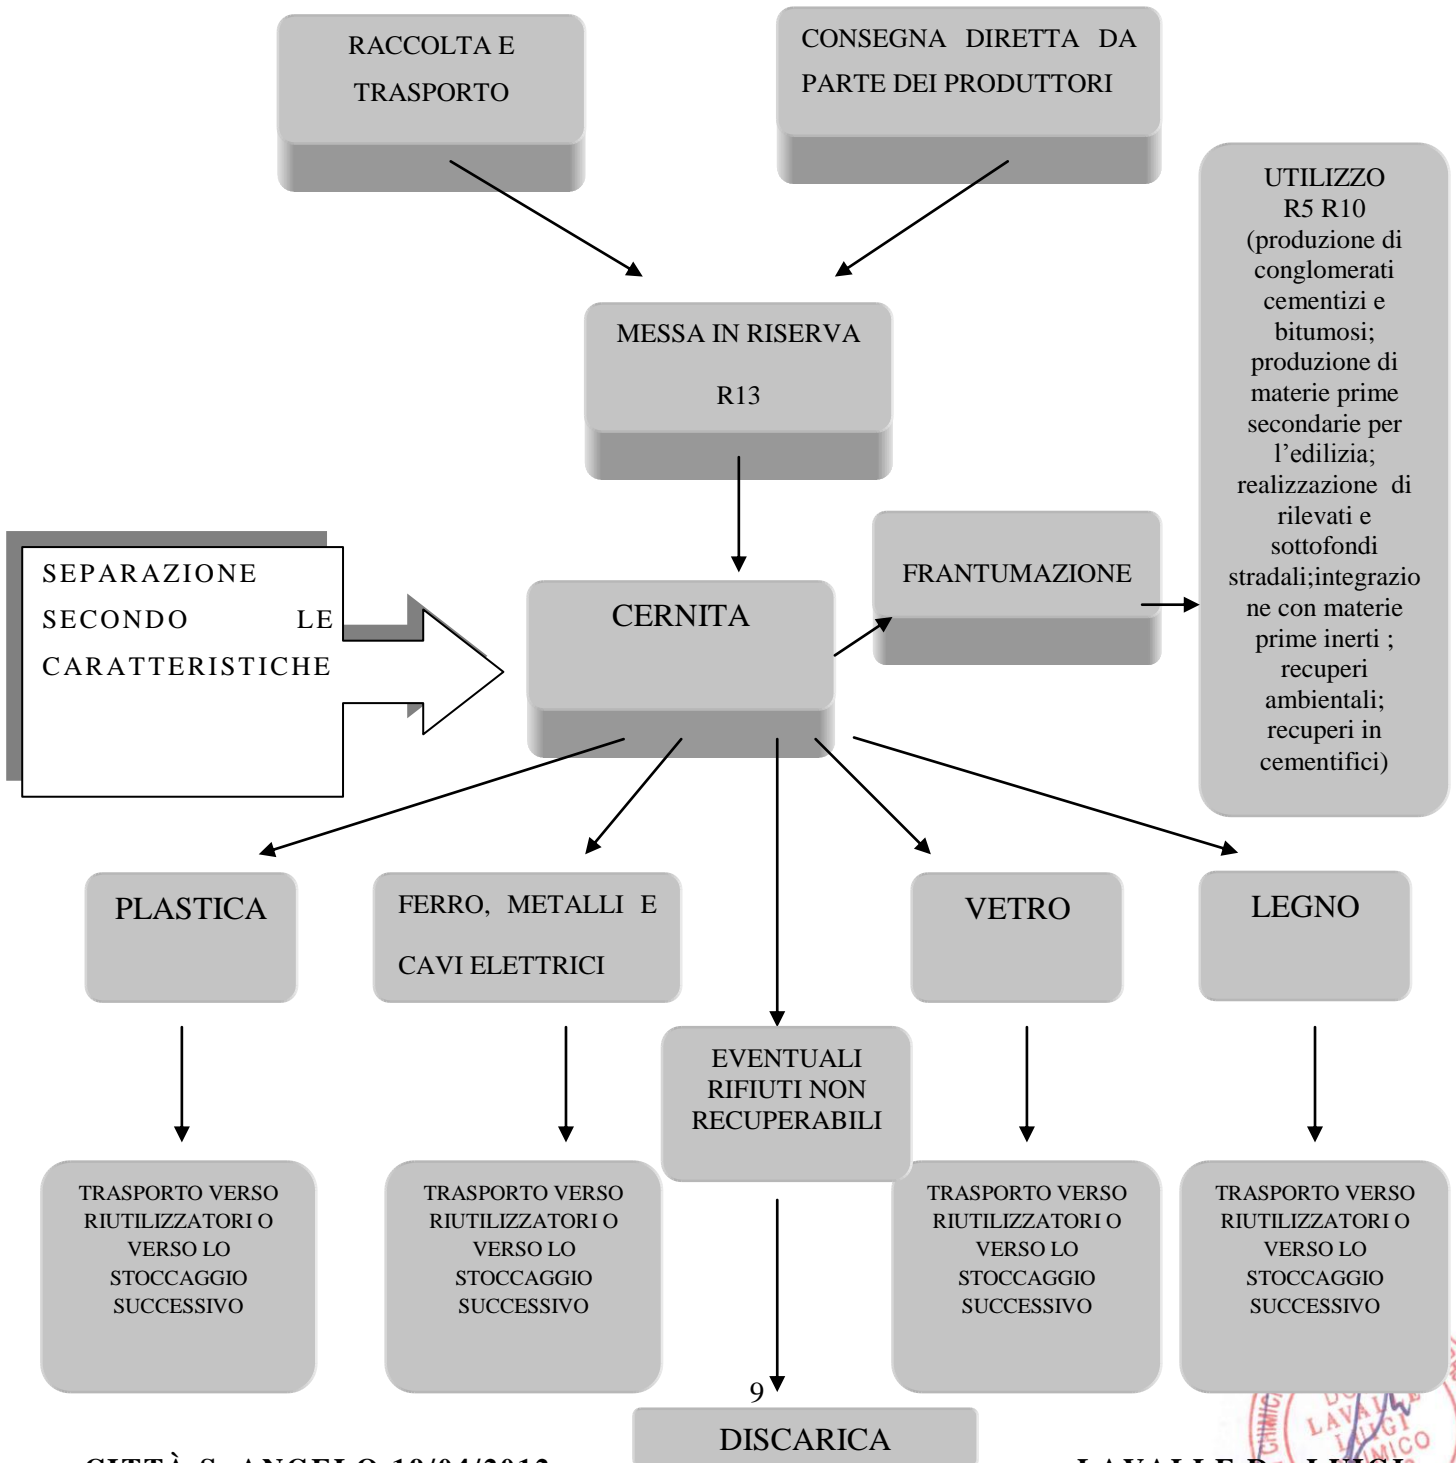 RACCOLTA E
TRASPORTO
CONSEGNA DIRETTA DA
PARTE DEI PRODUTTORI
UTILIZZO
R5 R10
(produzione di
conglomerati
cementizi e
bitumosi;
produzione di
materie prime
secondarie per
l’edilizia;
realizzazione di
rilevati e
sottofondi
stradali;integrazio
ne con materie
prime inerti ;
recuperi
ambientali;
recuperi in
cementifici)
MESSA IN RISERVA
R13
SEPARAZIONE
SECONDO LE
CARATTERISTICHE
CERNITA
FRANTUMAZIONE
PLASTICA
FERRO, METALLI E
CAVI ELETTRICI
VETRO
LEGNO
EVENTUALI
RIFIUTI NON
RECUPERABILI
TRASPORTO VERSO
RIUTILIZZATORI O
VERSO LO
STOCCAGGIO
SUCCESSIVO
TRASPORTO VERSO
RIUTILIZZATORI O
VERSO LO
STOCCAGGIO
SUCCESSIVO
TRASPORTO VERSO
RIUTILIZZATORI O
VERSO LO
STOCCAGGIO
SUCCESSIVO
TRASPORTO VERSO
RIUTILIZZATORI O
VERSO LO
STOCCAGGIO
SUCCESSIVO
9
DISCARICA
LAVALLE
LUIGI